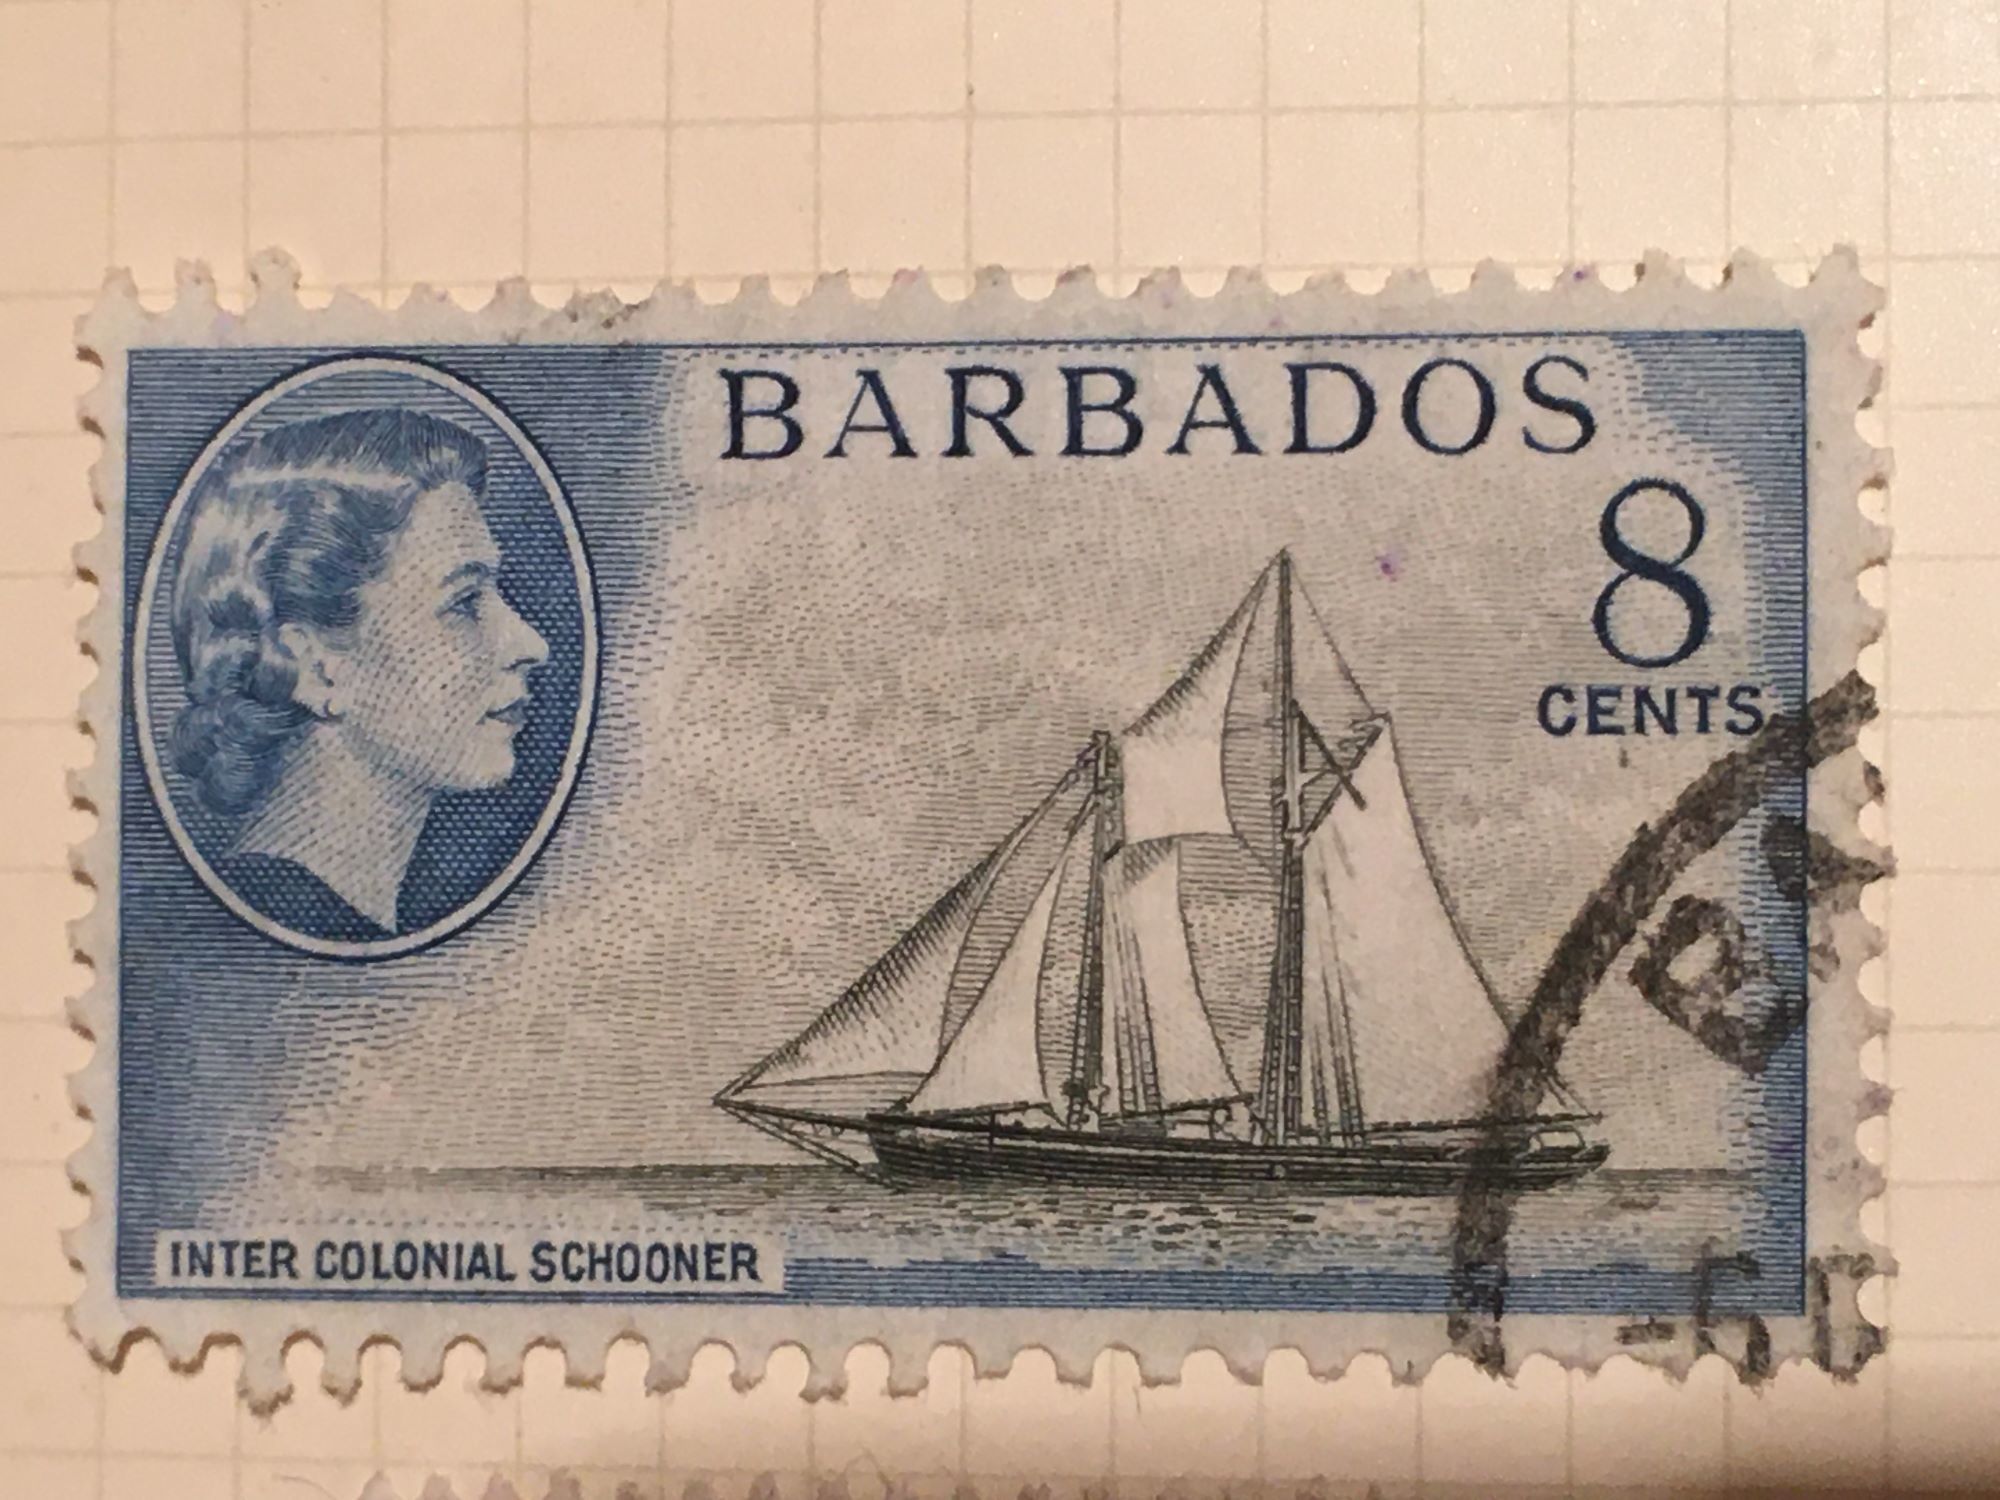 BARBADOS
8
CENTS
INTER COLONIAL SCHOONER